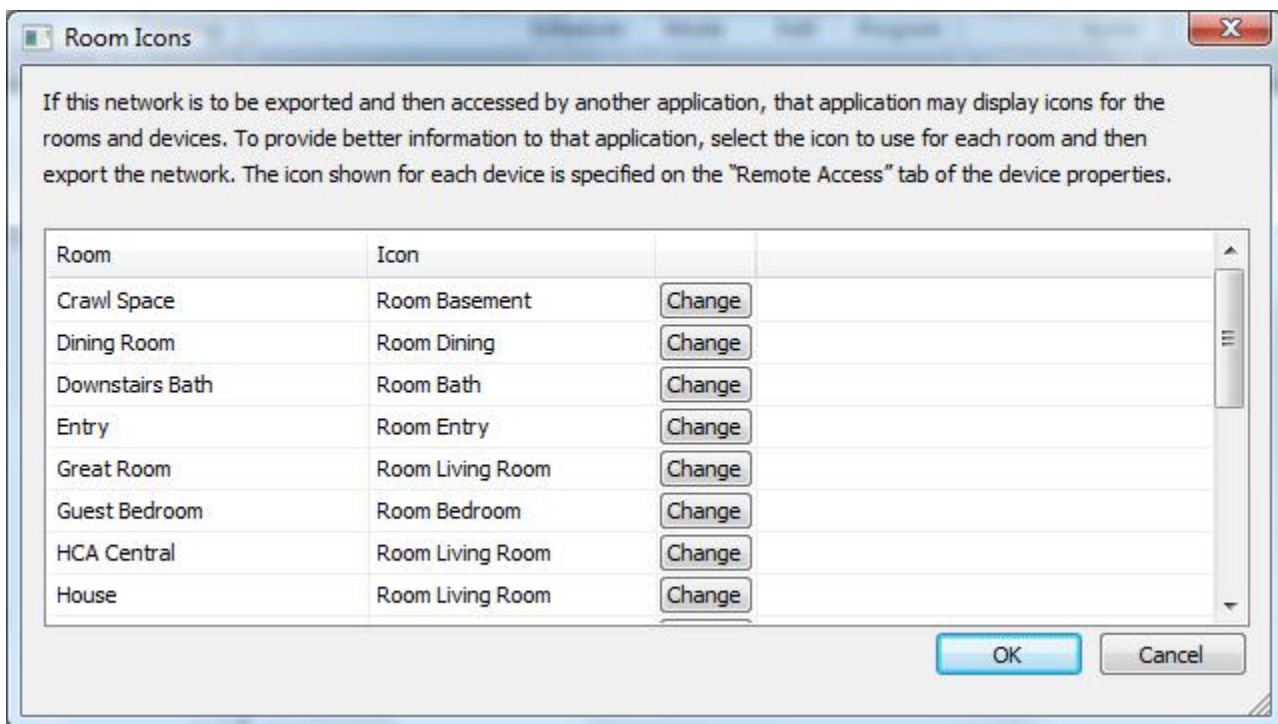 Room Icons
If this network is to be exported and then accessed by another application, that application may display icons for the
rooms and devices. To provide better information to that application, select the icon to use for each room and then
export the network. The icon shown for each device is specified on the “Remote Access” tab of the device properties.
Room Icon
Crawl Space Room Basement Change
Dining Room Room Dining Change
Downstairs Bath Room Bath Change
Entry Room Entry Change
Great Room Room Living Room Change
Guest Bedroom Room Bedroom Change
HCA Central Room Living Room Change
House Room Living Room Change
OK Cancel